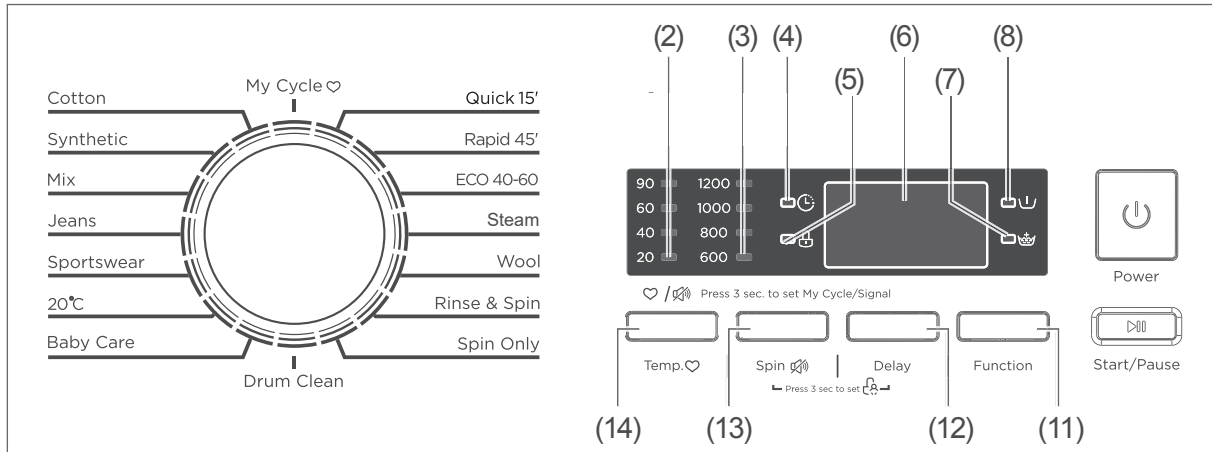 (2) (3) (4) (6) (8)
(5) (7)
My Cycle
Cotton Quick 15'
Synthetic Rapid 45'
Mix ECO 40-60
Jeans Steam
Sportswear Wool
20℃ Rinse & Spin
Baby Care Spin Only
Drum Clean
90 1200
60 1000
40 800
20 600
Power
/ Press 3 sec. to set My Cycle/Signal
Temp. Spin | Delay Function Start/Pause
Press 3 sec to set
(14) (13) (12) (11)